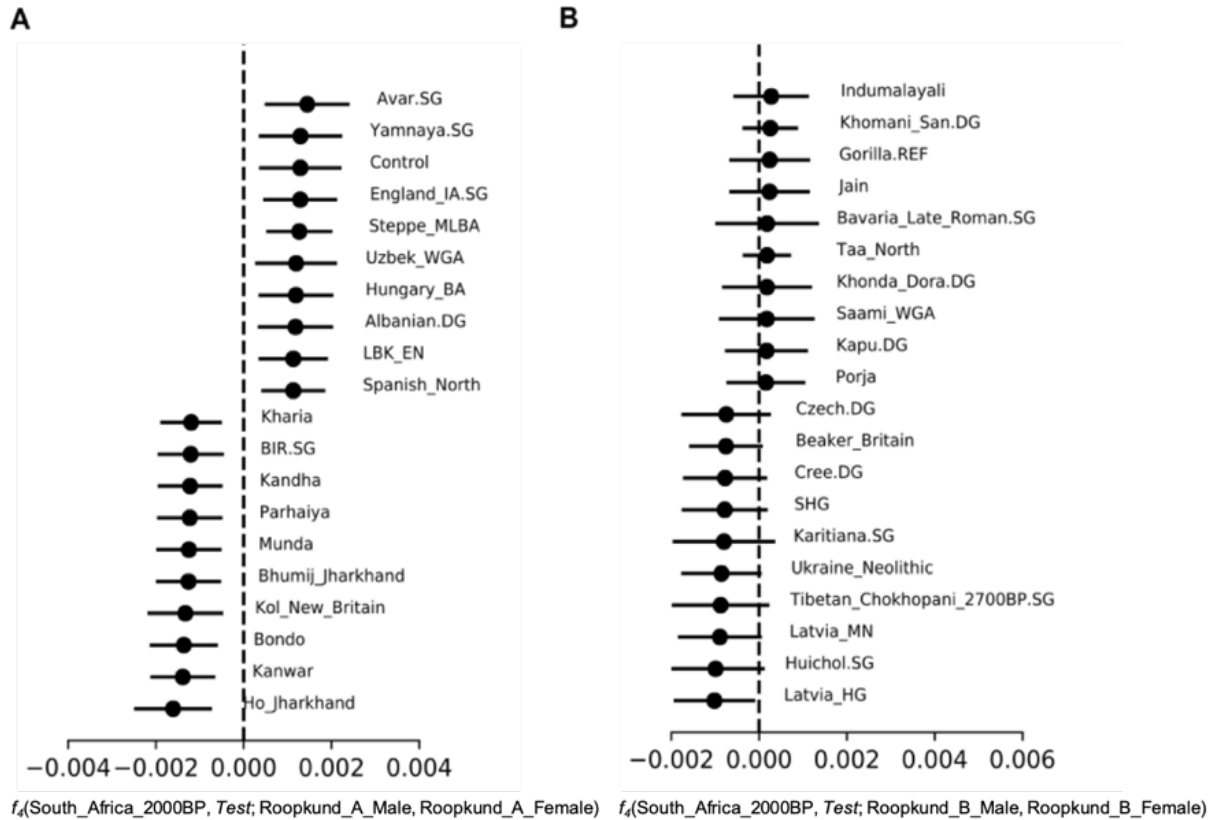 A
Avar.SG
Yamnaya.SG
Control
England_IA.SG
Steppe_MLBA
Uzbek_WGA
Hungary_BA
Albanian.DG
LBK_EN
Spanish_North
Kharia
BIR.SG
Kandha
Parhaiya
Munda
Bhumij_Jharkhand
Kol_New_Britain
Bondo
Kanwar
Ho_Jharkhand
−0.004 −0.002 0.000 0.002 0.004
f4(South_Africa_2000BP, Test; Roopkund_A_Male, Roopkund_A_Female)
B
Indumalayali
Khomani_San.DG
Gorilla.REF
Jain
Bavaria_Late_Roman.SG
Taa_North
Khonda_Dora.DG
Saami_WGA
Kapu.DG
Porja
Czech.DG
Beaker_Britain
Cree.DG
SHG
Karitiana.SG
Ukraine_Neolithic
Tibetan_Chokhopani_2700BP.SG
Latvia_MN
Huichol.SG
Latvia_HG
−0.002 0.000 0.002 0.004 0.006
f4(South_Africa_2000BP, Test; Roopkund_B_Male, Roopkund_B_Female)